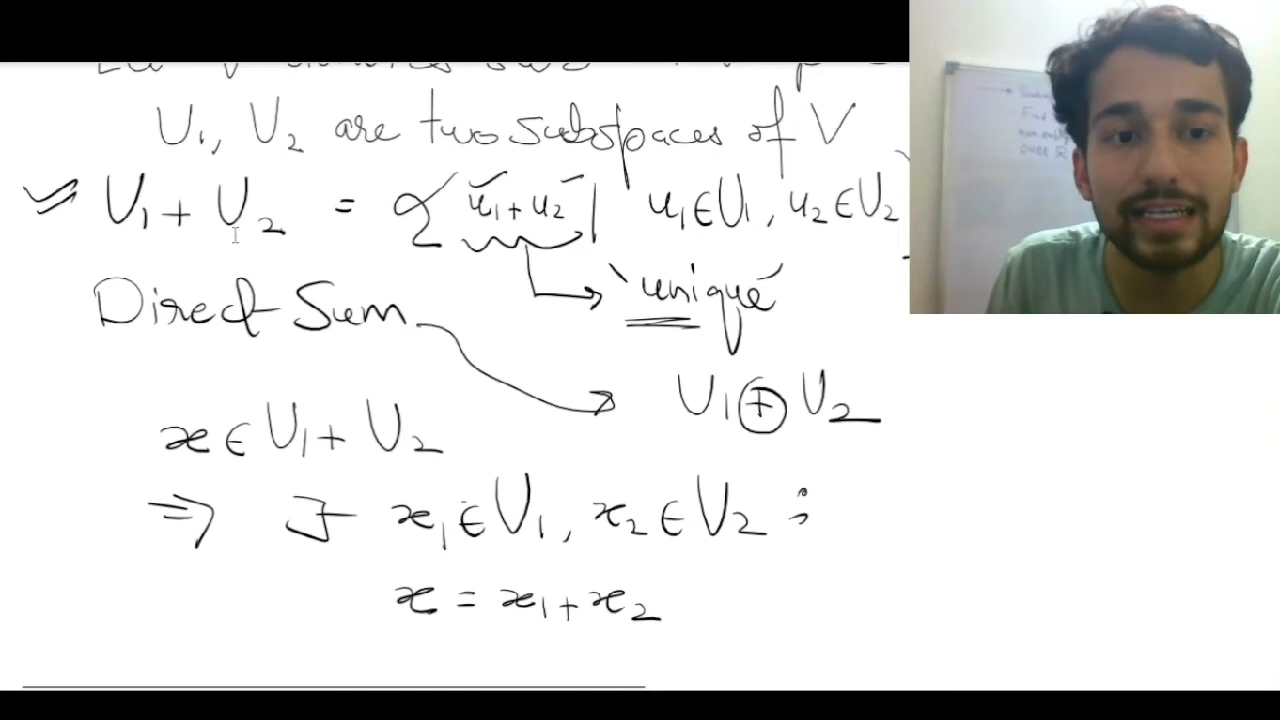 U1, U2 are two subspaces of V
U1 + U2 = { u1 + u2 | u1 ∈ U1, u2 ∈ U2
"unique"
Direct Sum
U1 ⊕ U2
x ∈ U1 + U2
⇒ ∃ x1 ∈ U1, x2 ∈ U2 :
x = x1 + x2